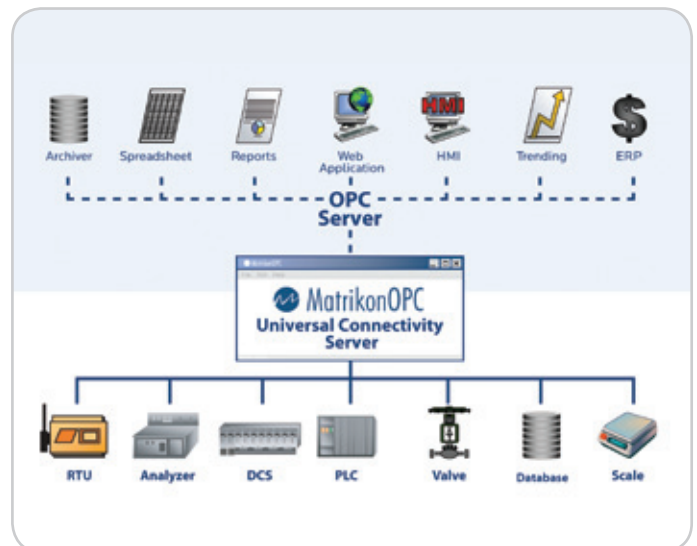 Archiver
Spreadsheet
Reports
Web
Application
HMI
HMI
Trending
ERP
OPC
Server
MatrikonOPC
MatrikonOPC
Universal Connectivity
Server
RTU
Analyzer
DCS
PLC
Valve
Database
Scale